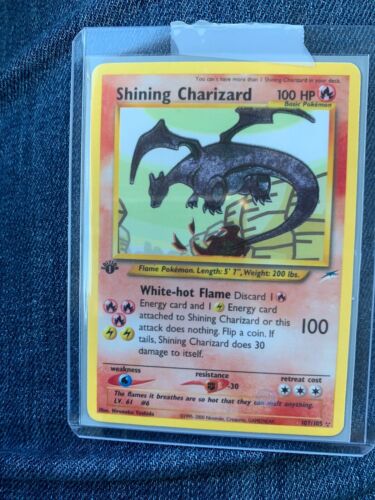 You can't have more than 1 Shining Charizard in your deck.
Shining Charizard 100 HP
Basic Pokémon
Flame Pokémon. Length: 5' 7", Weight: 200 lbs.
White-hot Flame Discard 1
Energy card and 1 Energy card
attached to Shining Charizard or this
attack does nothing. Flip a coin. If
tails, Shining Charizard does 30
damage to itself.
100
weakness resistance retreat cost
-30
The flames it breathes are so hot that they can melt anything.
LV. 61 #6
Illus. Hironobu Yoshida
©1995, 2000 Nintendo, Creatures, GAMEFREAK.
107/105